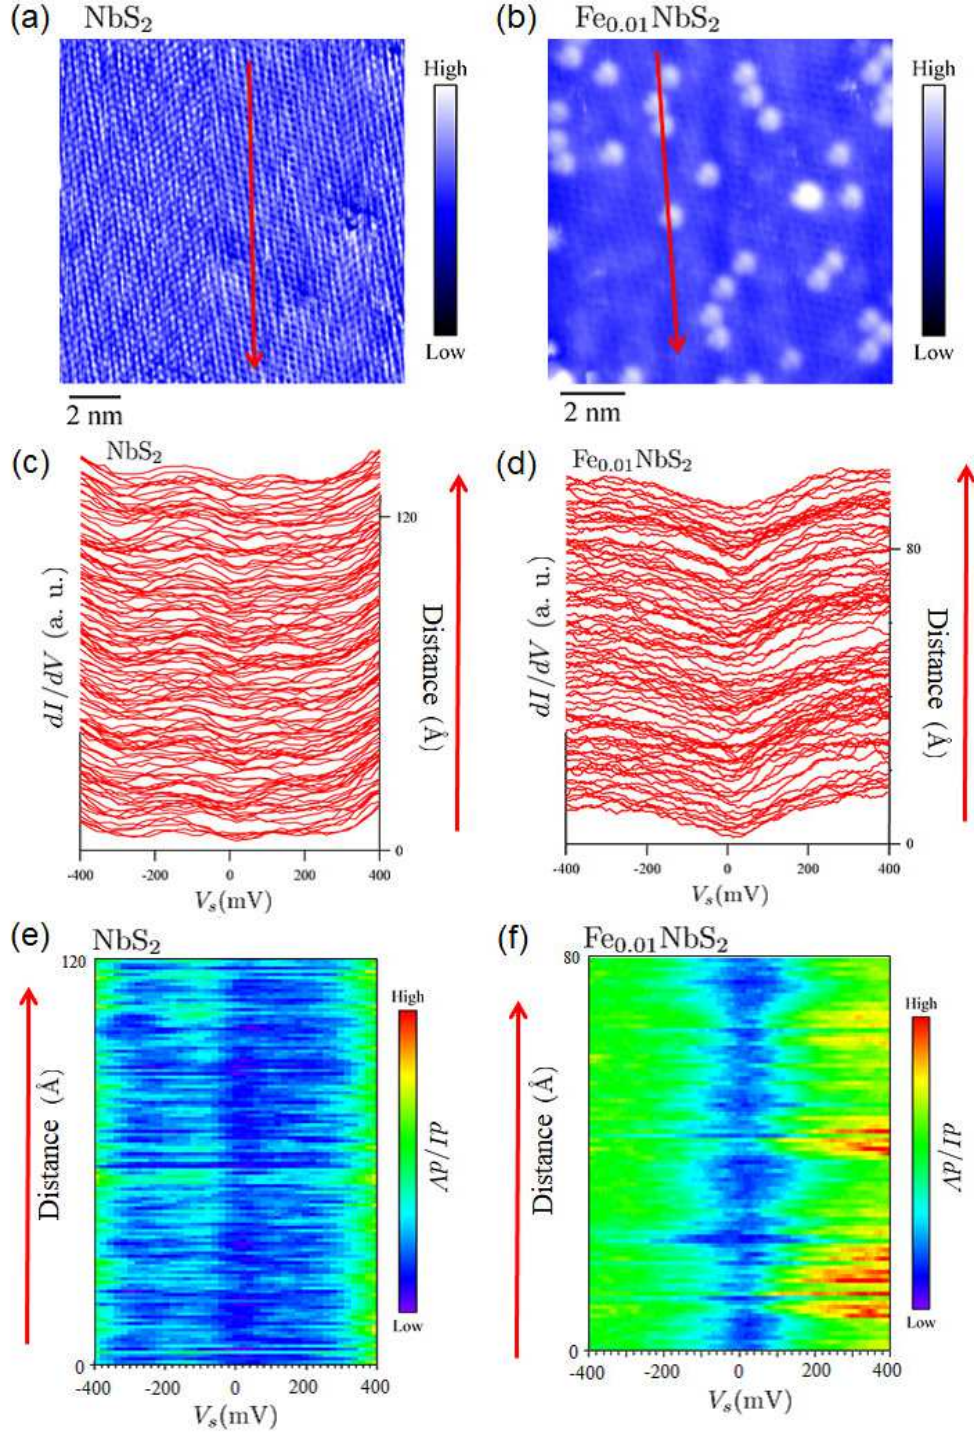 (a) NbS₂
(b) Fe₀.₀₁NbS₂
High
Low
2 nm
High
Low
2 nm
(c) NbS₂
dI/dV (a. u.)
120
0
Distance (Å)
-400 -200 0 200 400
Vₛ(mV)
(d) Fe₀.₀₁NbS₂
dI/dV (a. u.)
80
0
Distance (Å)
-400 -200 0 200 400
Vₛ(mV)
(e) NbS₂
120
0
Distance (Å)
High
Low
dI/dV
-400 -200 0 200 400
Vₛ(mV)
(f) Fe₀.₀₁NbS₂
80
0
Distance (Å)
High
Low
dI/dV
-400 -200 0 200 400
Vₛ(mV)